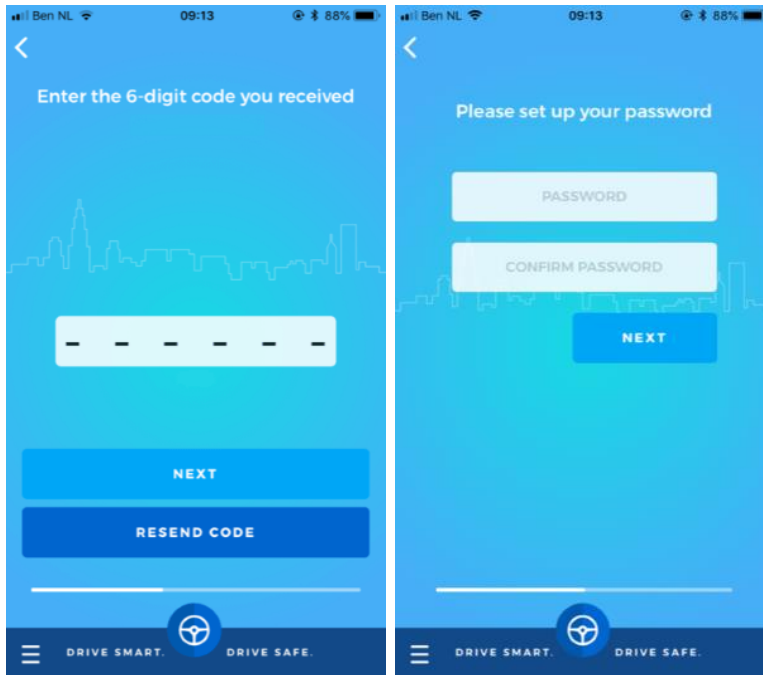 Ben NL 09:13 88%
Enter the 6-digit code you received
NEXT
RESEND CODE
DRIVE SMART. DRIVE SAFE.
Ben NL 09:13 88%
Please set up your password
PASSWORD
CONFIRM PASSWORD
NEXT
DRIVE SMART. DRIVE SAFE.